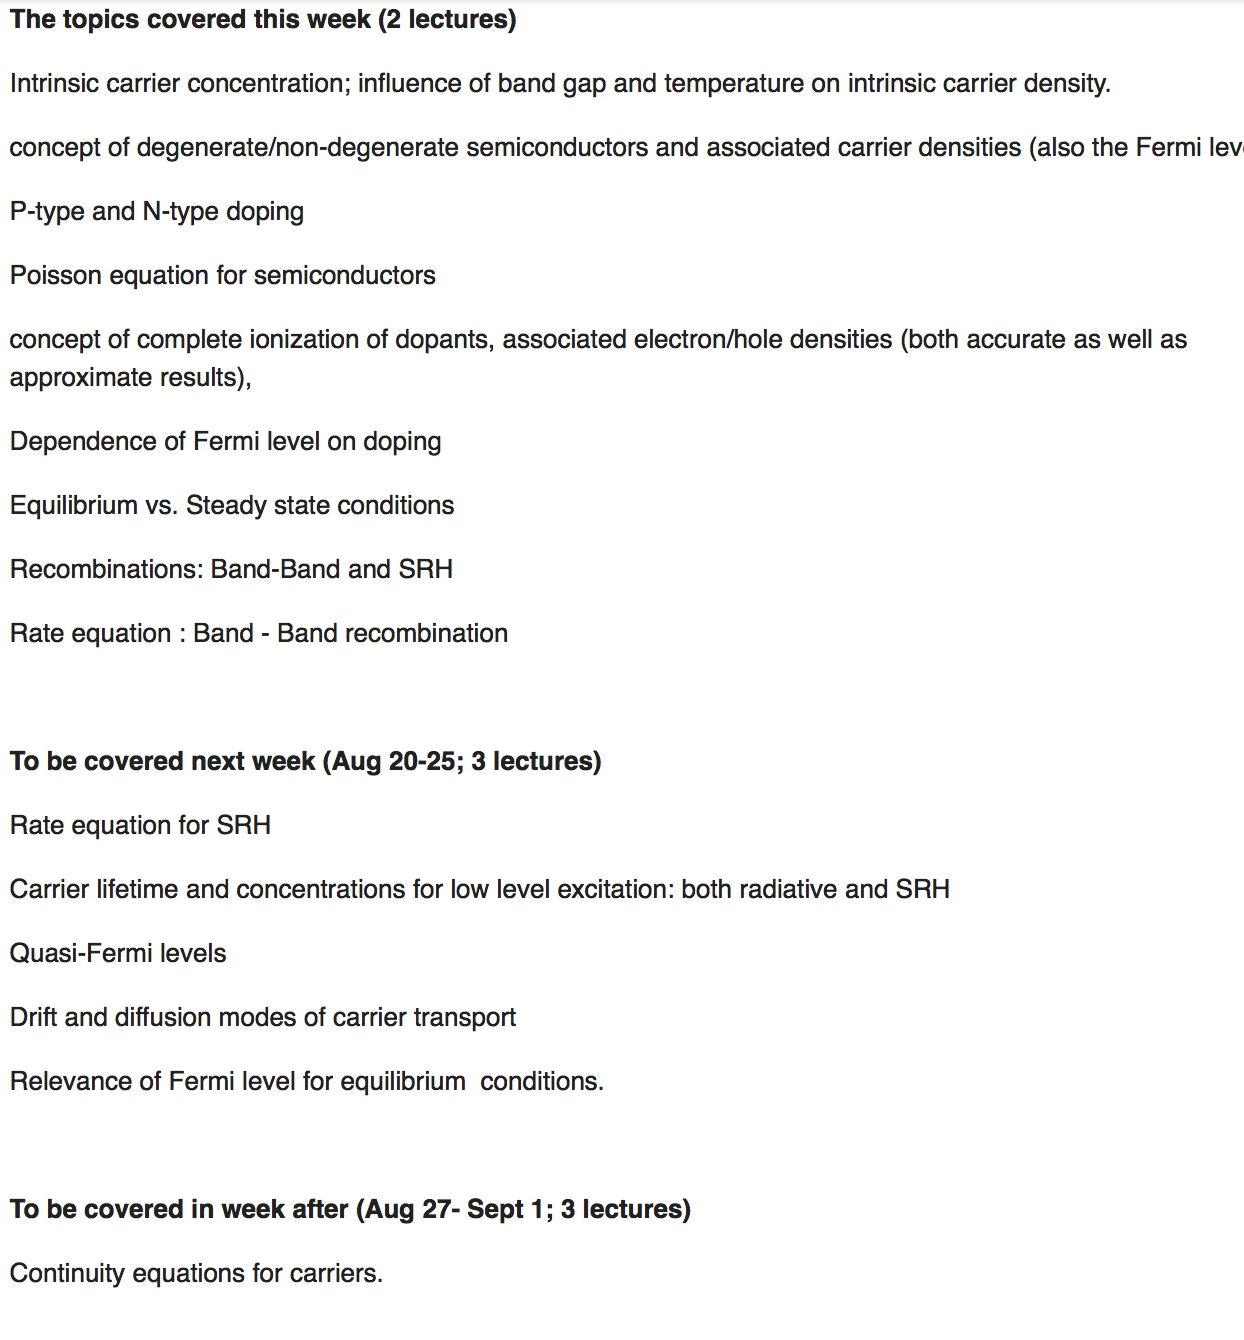 The topics covered this week (2 lectures)
Intrinsic carrier concentration; influence of band gap and temperature on intrinsic carrier density.
concept of degenerate/non-degenerate semiconductors and associated carrier densities (also the Fermi
P-type and N-type doping
Poisson equation for semiconductors
concept of complete ionization of dopants, associated electron/hole densities (both accurate as well as
approximate results),
Dependence of Fermi level on doping
Equilibrium vs. Steady state conditions
Recombinations: Band-Band and SRH
Rate equation : Band - Band recombination
To be covered next week (Aug 20-25; 3 lectures)
Rate equation for SRH
Carrier lifetime and concentrations for low level excitation: both radiative and SRH
Quasi-Fermi levels
Drift and diffusion modes of carrier transport
Relevance of Fermi level for equilibrium  conditions.
To be covered in week after (Aug 27- Sept 1; 3 lectures)
Continuity equations for carriers.